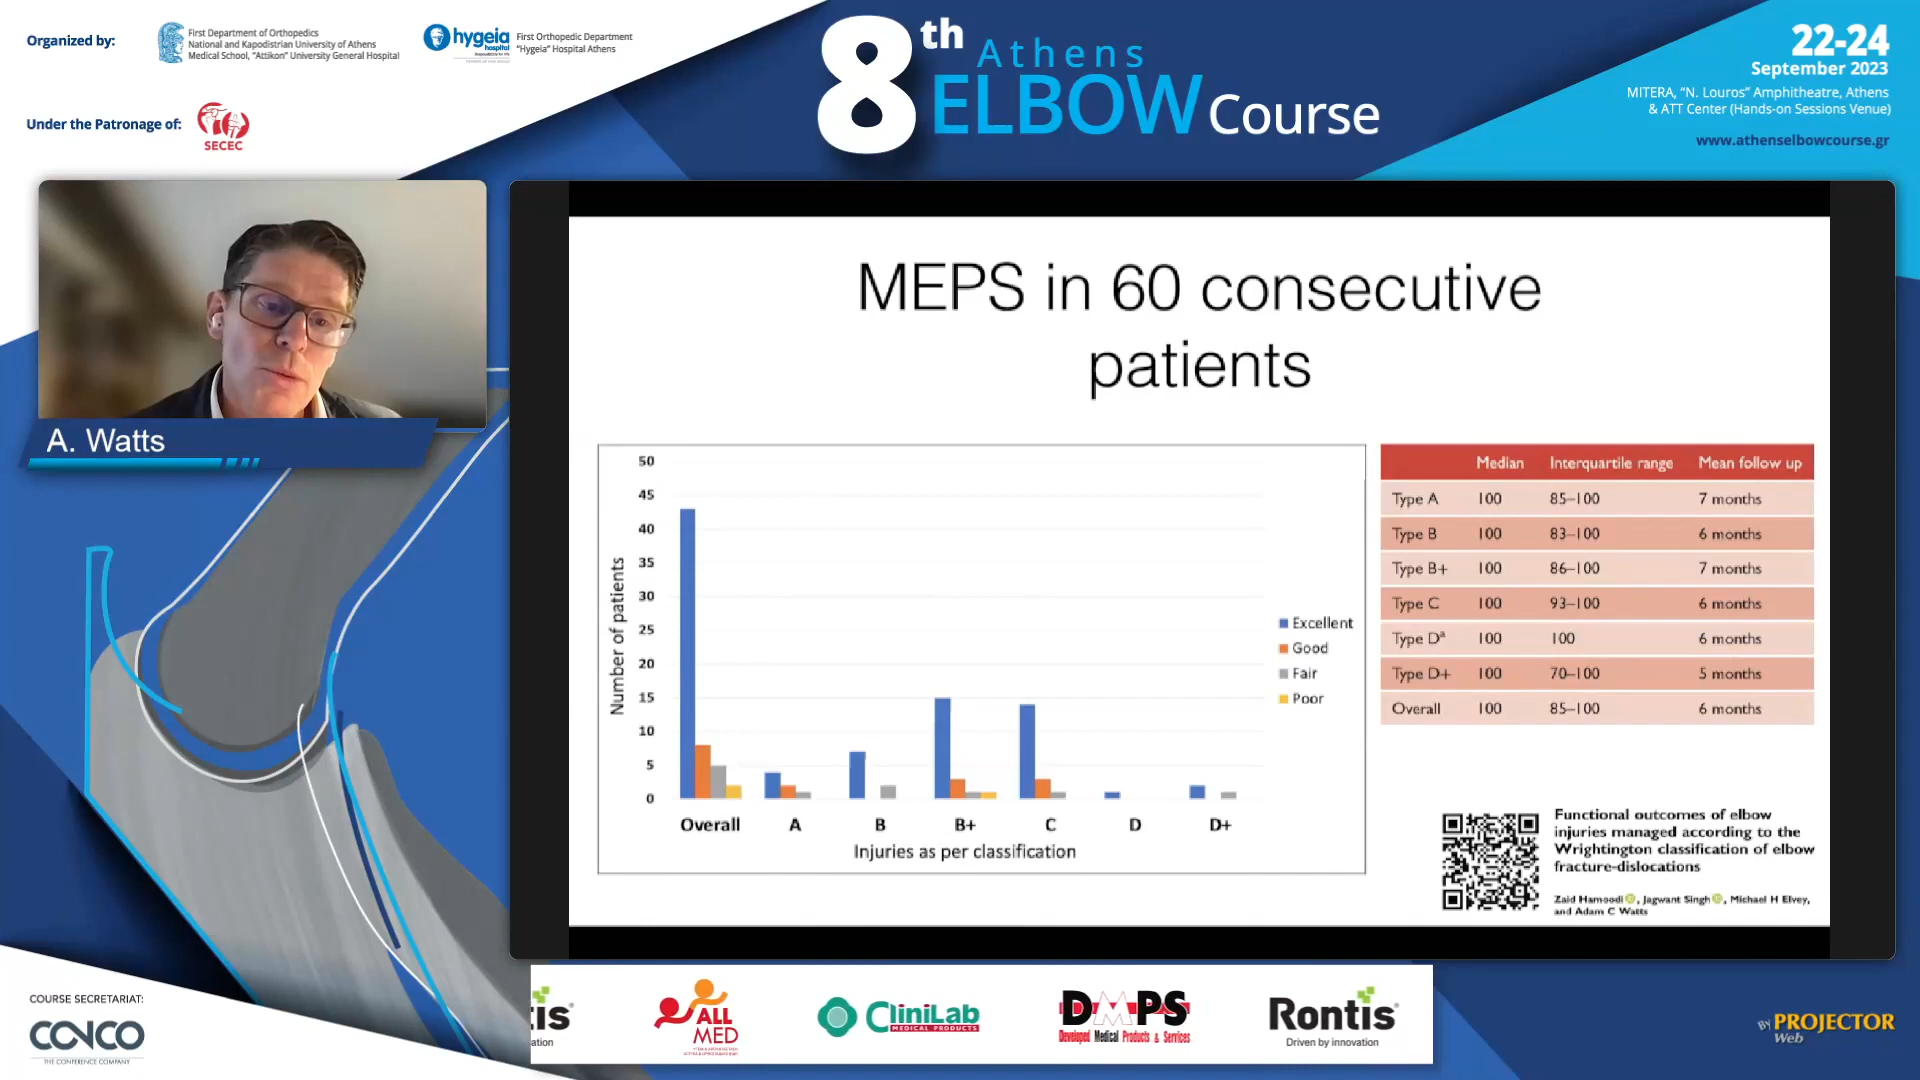 Organized by:
First Department of Orthopedics
National and Kapodistrian University of Athens
Medical School, "Attikon" University General Hospital
hygeia
hospital
First Orthopedic Department
"Hygeia" Hospital Athens
Under the Patronage of:
SECEC
8th Athens
ELBOW Course
22-24
September 2023
MITERA, "N. Louros" Amphitheatre, Athens
& ATT Center (Hands-on Sessions Venue)
www.athenselbowcourse.gr
A. Watts
MEPS in 60 consecutive
patients
50
45
40
35
30
25
20
15
10
5
0
Number of patients
Overall A B B+ C D D+
Injuries as per classification
Excellent
Good
Fair
Poor
Median Interquartile range Mean follow up
Type A 100 85–100 7 months
Type B 100 83–100 6 months
Type B+ 100 86–100 7 months
Type C 100 93–100 6 months
Type Dª 100 100 6 months
Type D+ 100 70–100 5 months
Overall 100 85–100 6 months
Functional outcomes of elbow
injuries managed according to the
Wrightington classification of elbow
fracture-dislocations
Zaid Hamoodi, Jagwant Singh, Michael H Elvey,
and Adam C Watts
COURSE SECRETARIAT:
CONCO
THE CONFERENCE COMPANY
tis
ation
ALL
MED
CliniLab
MEDICAL PRODUCTS
DMPS
Developed Medical Products & Services
Rontis
Driven by innovation
BY PROJECTOR
Web